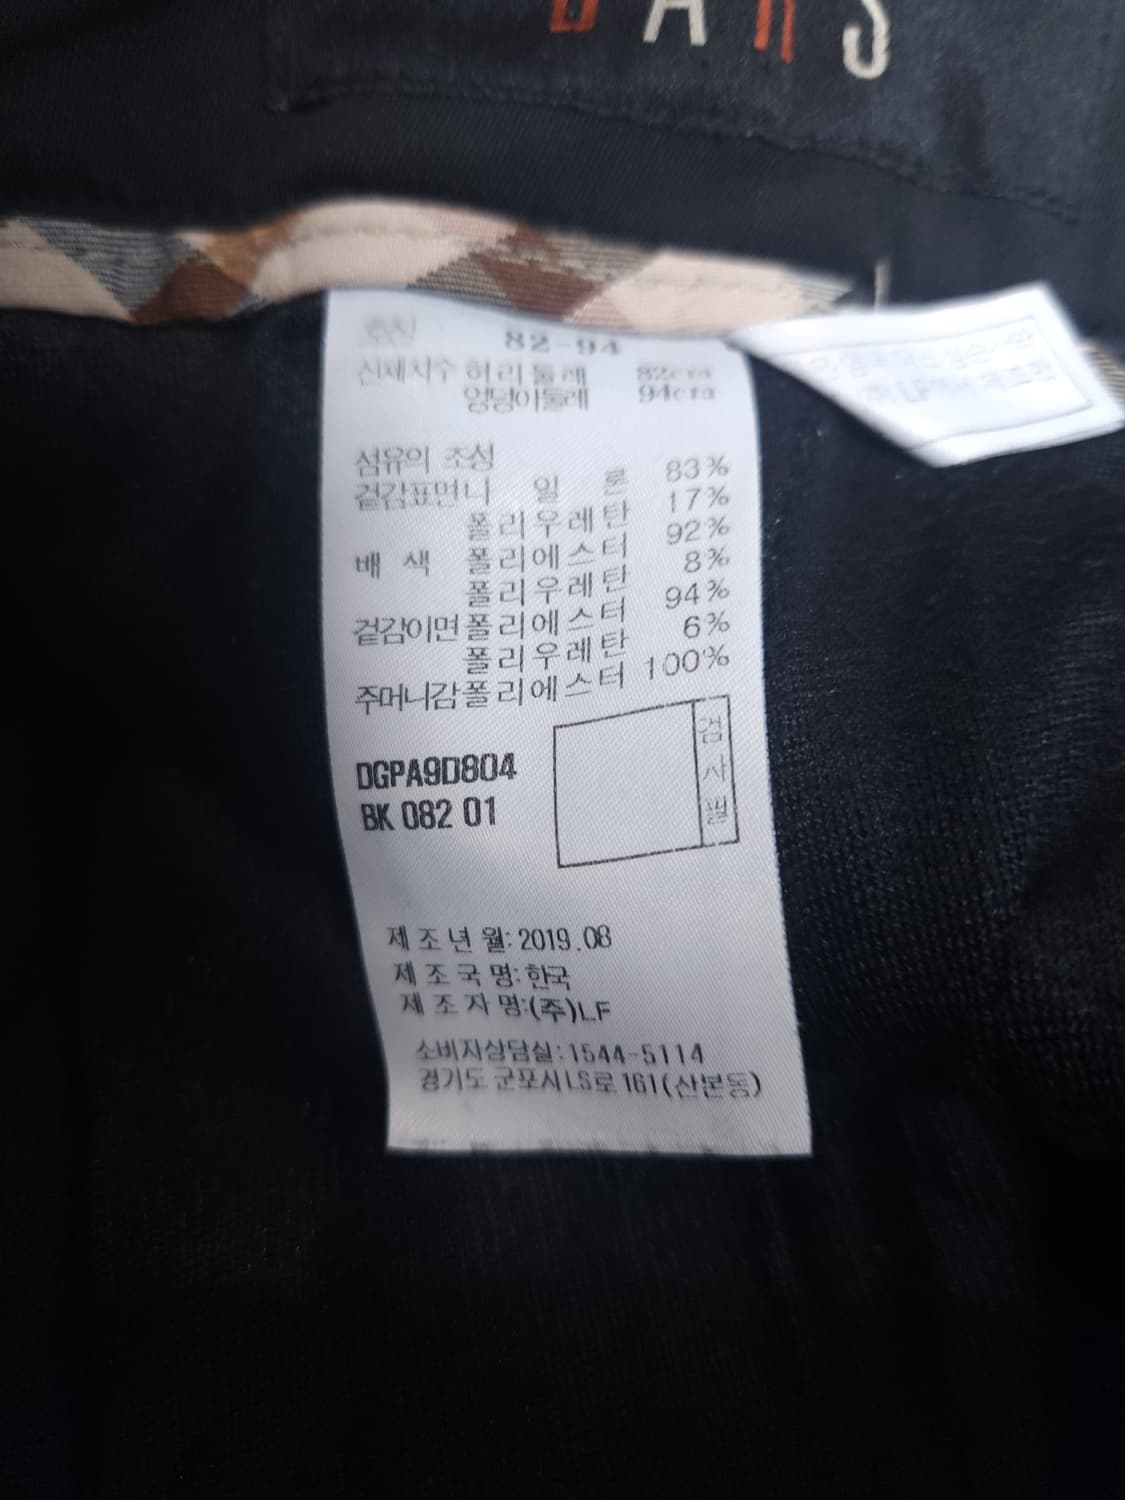 DAKS
호칭 82-94
신체치수 허리둘레 82cm
엉덩이둘레 94cm
섬유의 조성
겉감표면 나일론 83%
폴리우레탄 17%
배색 폴리에스터 92%
폴리우레탄 8%
겉감이면 폴리에스터 94%
폴리우레탄 6%
주머니감 폴리에스터 100%
검사필
DGPA9D804
BK 082 01
제조년월: 2019.08
제조국명: 한국
제조자명:(주)LF
소비자상담실: 1544-5114
경기도 군포시 LS로 161(산본동)